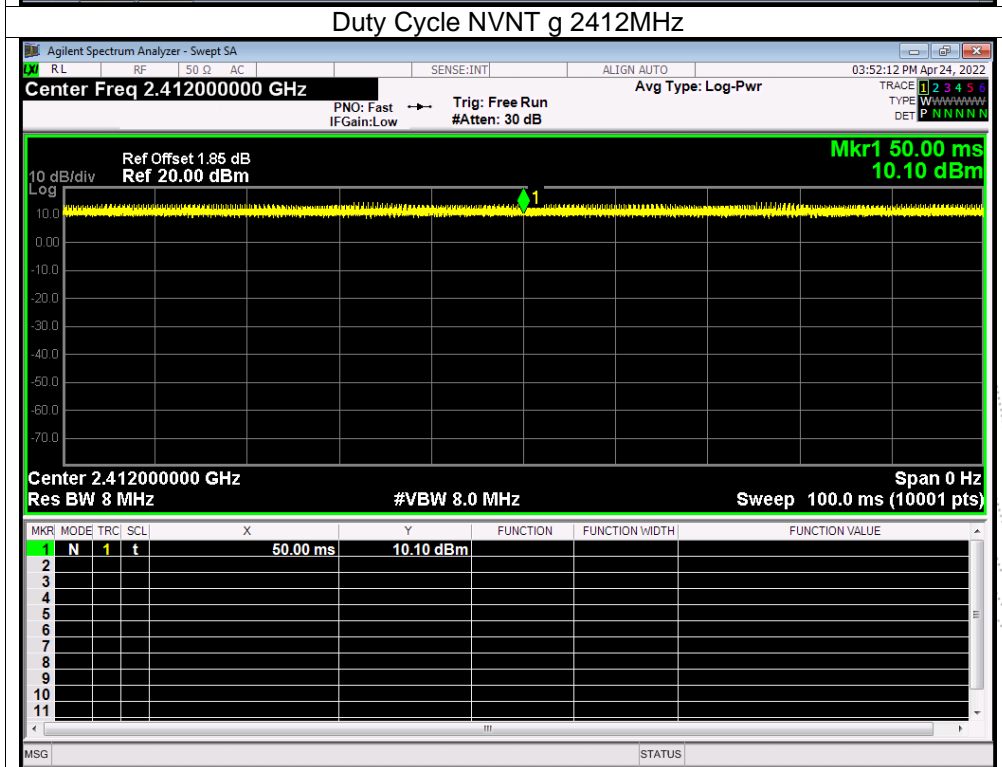 Duty Cycle NVNT g 2412MHz
Agilent Spectrum Analyzer - Swept SA
LXI RL RF 50 Ω AC SENSE:INT ALIGN AUTO 03:52:12 PM Apr 24, 2022
Center Freq 2.412000000 GHz Avg Type: Log-Pwr TRACE 1 2 3 4 5 6
PNO: Fast Trig: Free Run TYPE WWWWWWW
IFGain:Low #Atten: 30 dB DET P N N N N N
Mkr1 50.00 ms
10.10 dBm
Ref Offset 1.85 dB
10 dB/div Ref 20.00 dBm
Log
1
10.0
0.00
-10.0
-20.0
-30.0
-40.0
-50.0
-60.0
-70.0
Center 2.412000000 GHz Span 0 Hz
Res BW 8 MHz #VBW 8.0 MHz Sweep 100.0 ms (10001 pts)
MKR MODE TRC SCL X Y FUNCTION FUNCTION WIDTH FUNCTION VALUE
1 N 1 t 50.00 ms 10.10 dBm
2
3
4
5
6
7
8
9
10
11
MSG STATUS